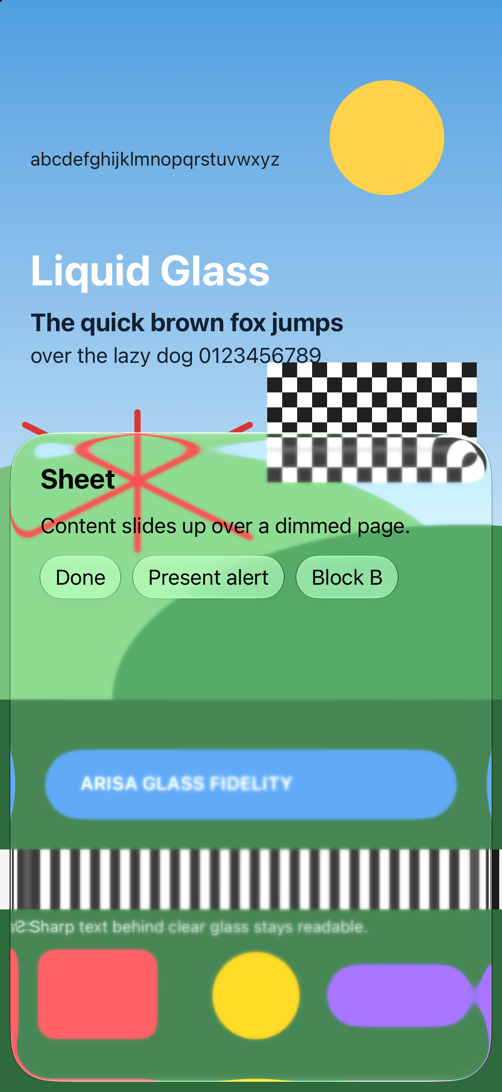 abcdefghijklmnopqrstuvwxyz
Liquid Glass
The quick brown fox jumps
over the lazy dog 0123456789
Sheet
Content slides up over a dimmed page.
Done
Present alert
Block B
ARISA GLASS FIDELITY
Sharp text behind clear glass stays readable.